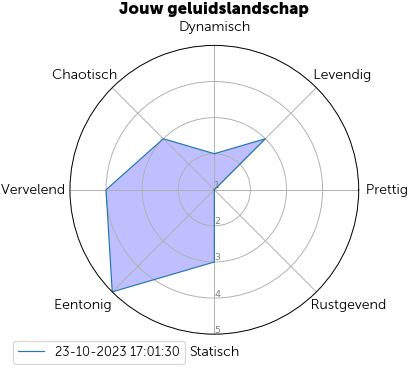 Jouw geluidslandschap
Dynamisch
Chaotisch
Levendig
Vervelend
Prettig
1
2
3
4
5
Eentonig
Rustgevend
Statisch
23-10-2023 17:01:30